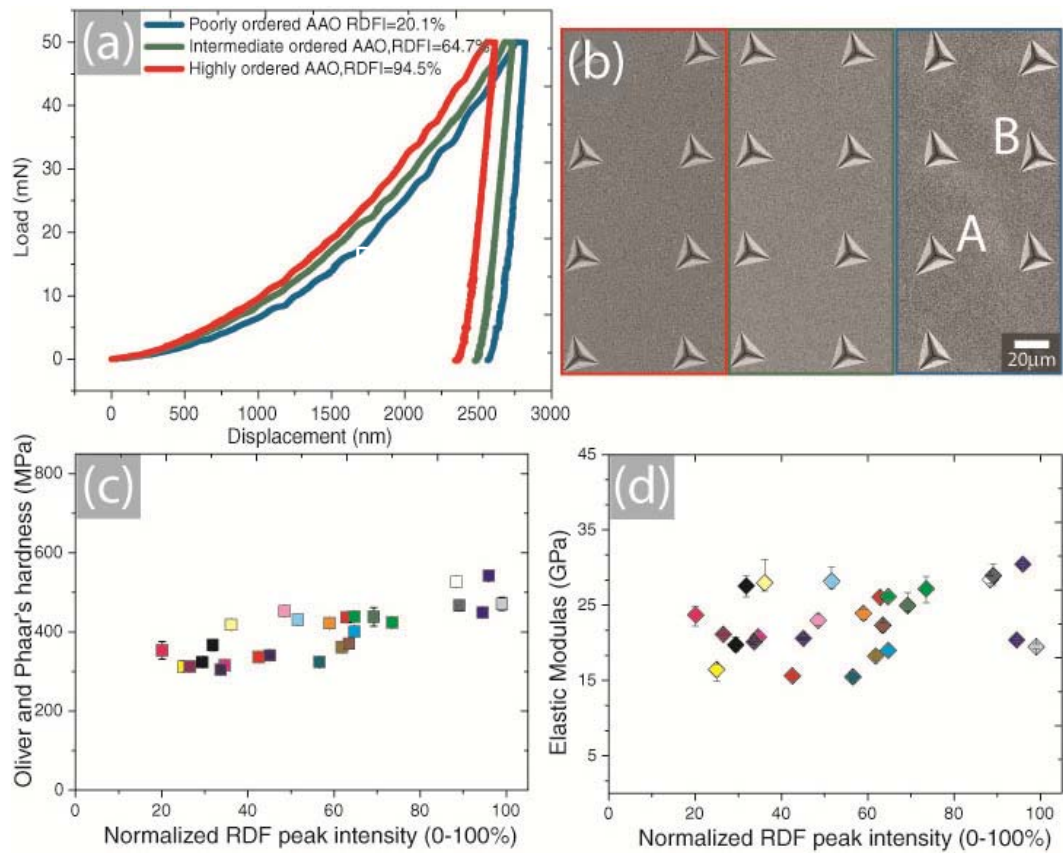 (a)
Poorly ordered AAO RDFI=20.1%
Intermediate ordered AAO,RDFI=64.7%
Highly ordered AAO,RDFI=94.5%
50
40
30
20
10
0
Load (mN)
0 500 1000 1500 2000 2500 3000
Displacement (nm)
(b)
B
A
20μm
(c)
800
600
400
200
0
Oliver and Phaar's hardness (MPa)
0 20 40 60 80 100
Normalized RDF peak intensity (0-100%)
(d)
45
35
25
15
5
Elastic Modulas (GPa)
0 20 40 60 80 100
Normalized RDF peak intensity (0-100%)